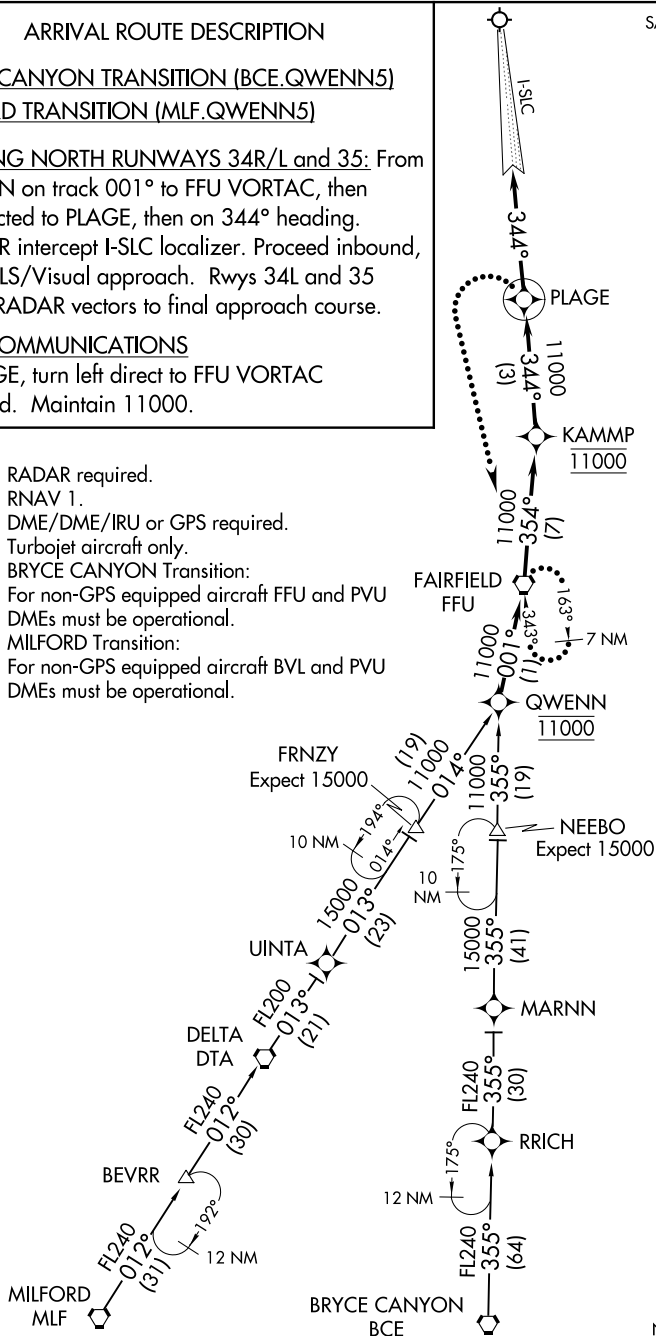 ARRIVAL ROUTE DESCRIPTION
CANYON TRANSITION (BCE.QWENN5)
D TRANSITION (MLF.QWENN5)
NG NORTH RUNWAYS 34R/L and 35: From
N on track 001° to FFU VORTAC, then
cted to PLAGE, then on 344° heading.
R intercept I-SLC localizer. Proceed inbound,
LS/Visual approach. Rwys 34L and 35
RADAR vectors to final approach course.
OMMUNICATIONS
GE, turn left direct to FFU VORTAC
d. Maintain 11000.
SA
I-SLC
344°
PLAGE
11000
344°
(3)
KAMMP
11000
RADAR required.
RNAV 1.
DME/DME/IRU or GPS required.
Turbojet aircraft only.
BRYCE CANYON Transition:
For non-GPS equipped aircraft FFU and PVU
DMEs must be operational.
MILFORD Transition:
For non-GPS equipped aircraft BVL and PVU
DMEs must be operational.
11000
354°
(7)
FAIRFIELD
FFU
163°
343°
7 NM
11000
001°
(1)
QWENN
11000
FRNZY
Expect 15000
(19)
11000
014°
11000
355°
(19)
194°
014°
10 NM
NEEBO
Expect 15000
175°
10
NM
15000
013°
(23)
15000
355°
(41)
UINTA
MARNN
FL200
013°
(21)
DELTA
DTA
FL240
355°
(30)
FL240
012°
(30)
RRICH
175°
12 NM
BEVRR
192°
12 NM
FL240
012°
(31)
FL240
355°
(64)
MILFORD
MLF
BRYCE CANYON
BCE
N